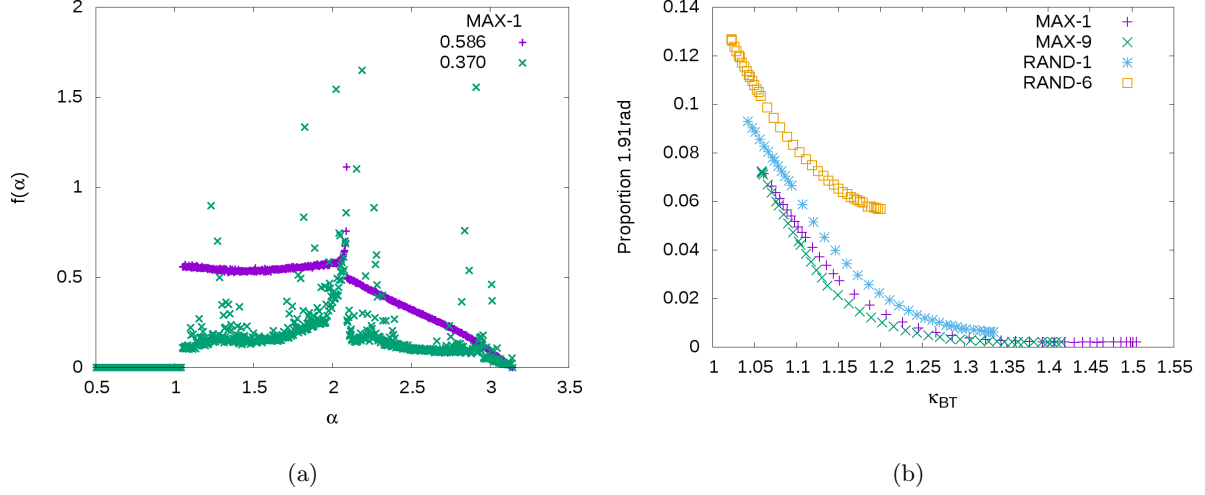 MAX-1
0.586
0.370
f(α)
2
1.5
1
0.5
0
0.5 1 1.5 2 2.5 3 3.5
α
(a)
MAX-1
MAX-9
RAND-1
RAND-6
Proportion 1.91rad
0.14
0.12
0.1
0.08
0.06
0.04
0.02
0
1 1.05 1.1 1.15 1.2 1.25 1.3 1.35 1.4 1.45 1.5 1.55
κBT
(b)